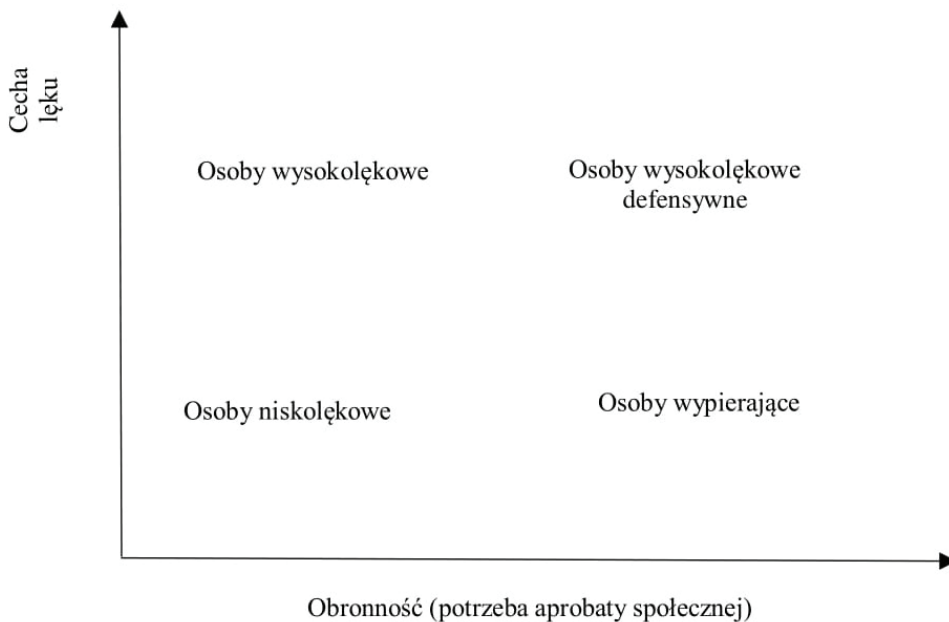 Cecha
lęku
Osoby wysokolękowe
Osoby wysokolękowe
defensywne
Osoby niskolękowe
Osoby wypierające
Obronność (potrzeba aprobaty społecznej)